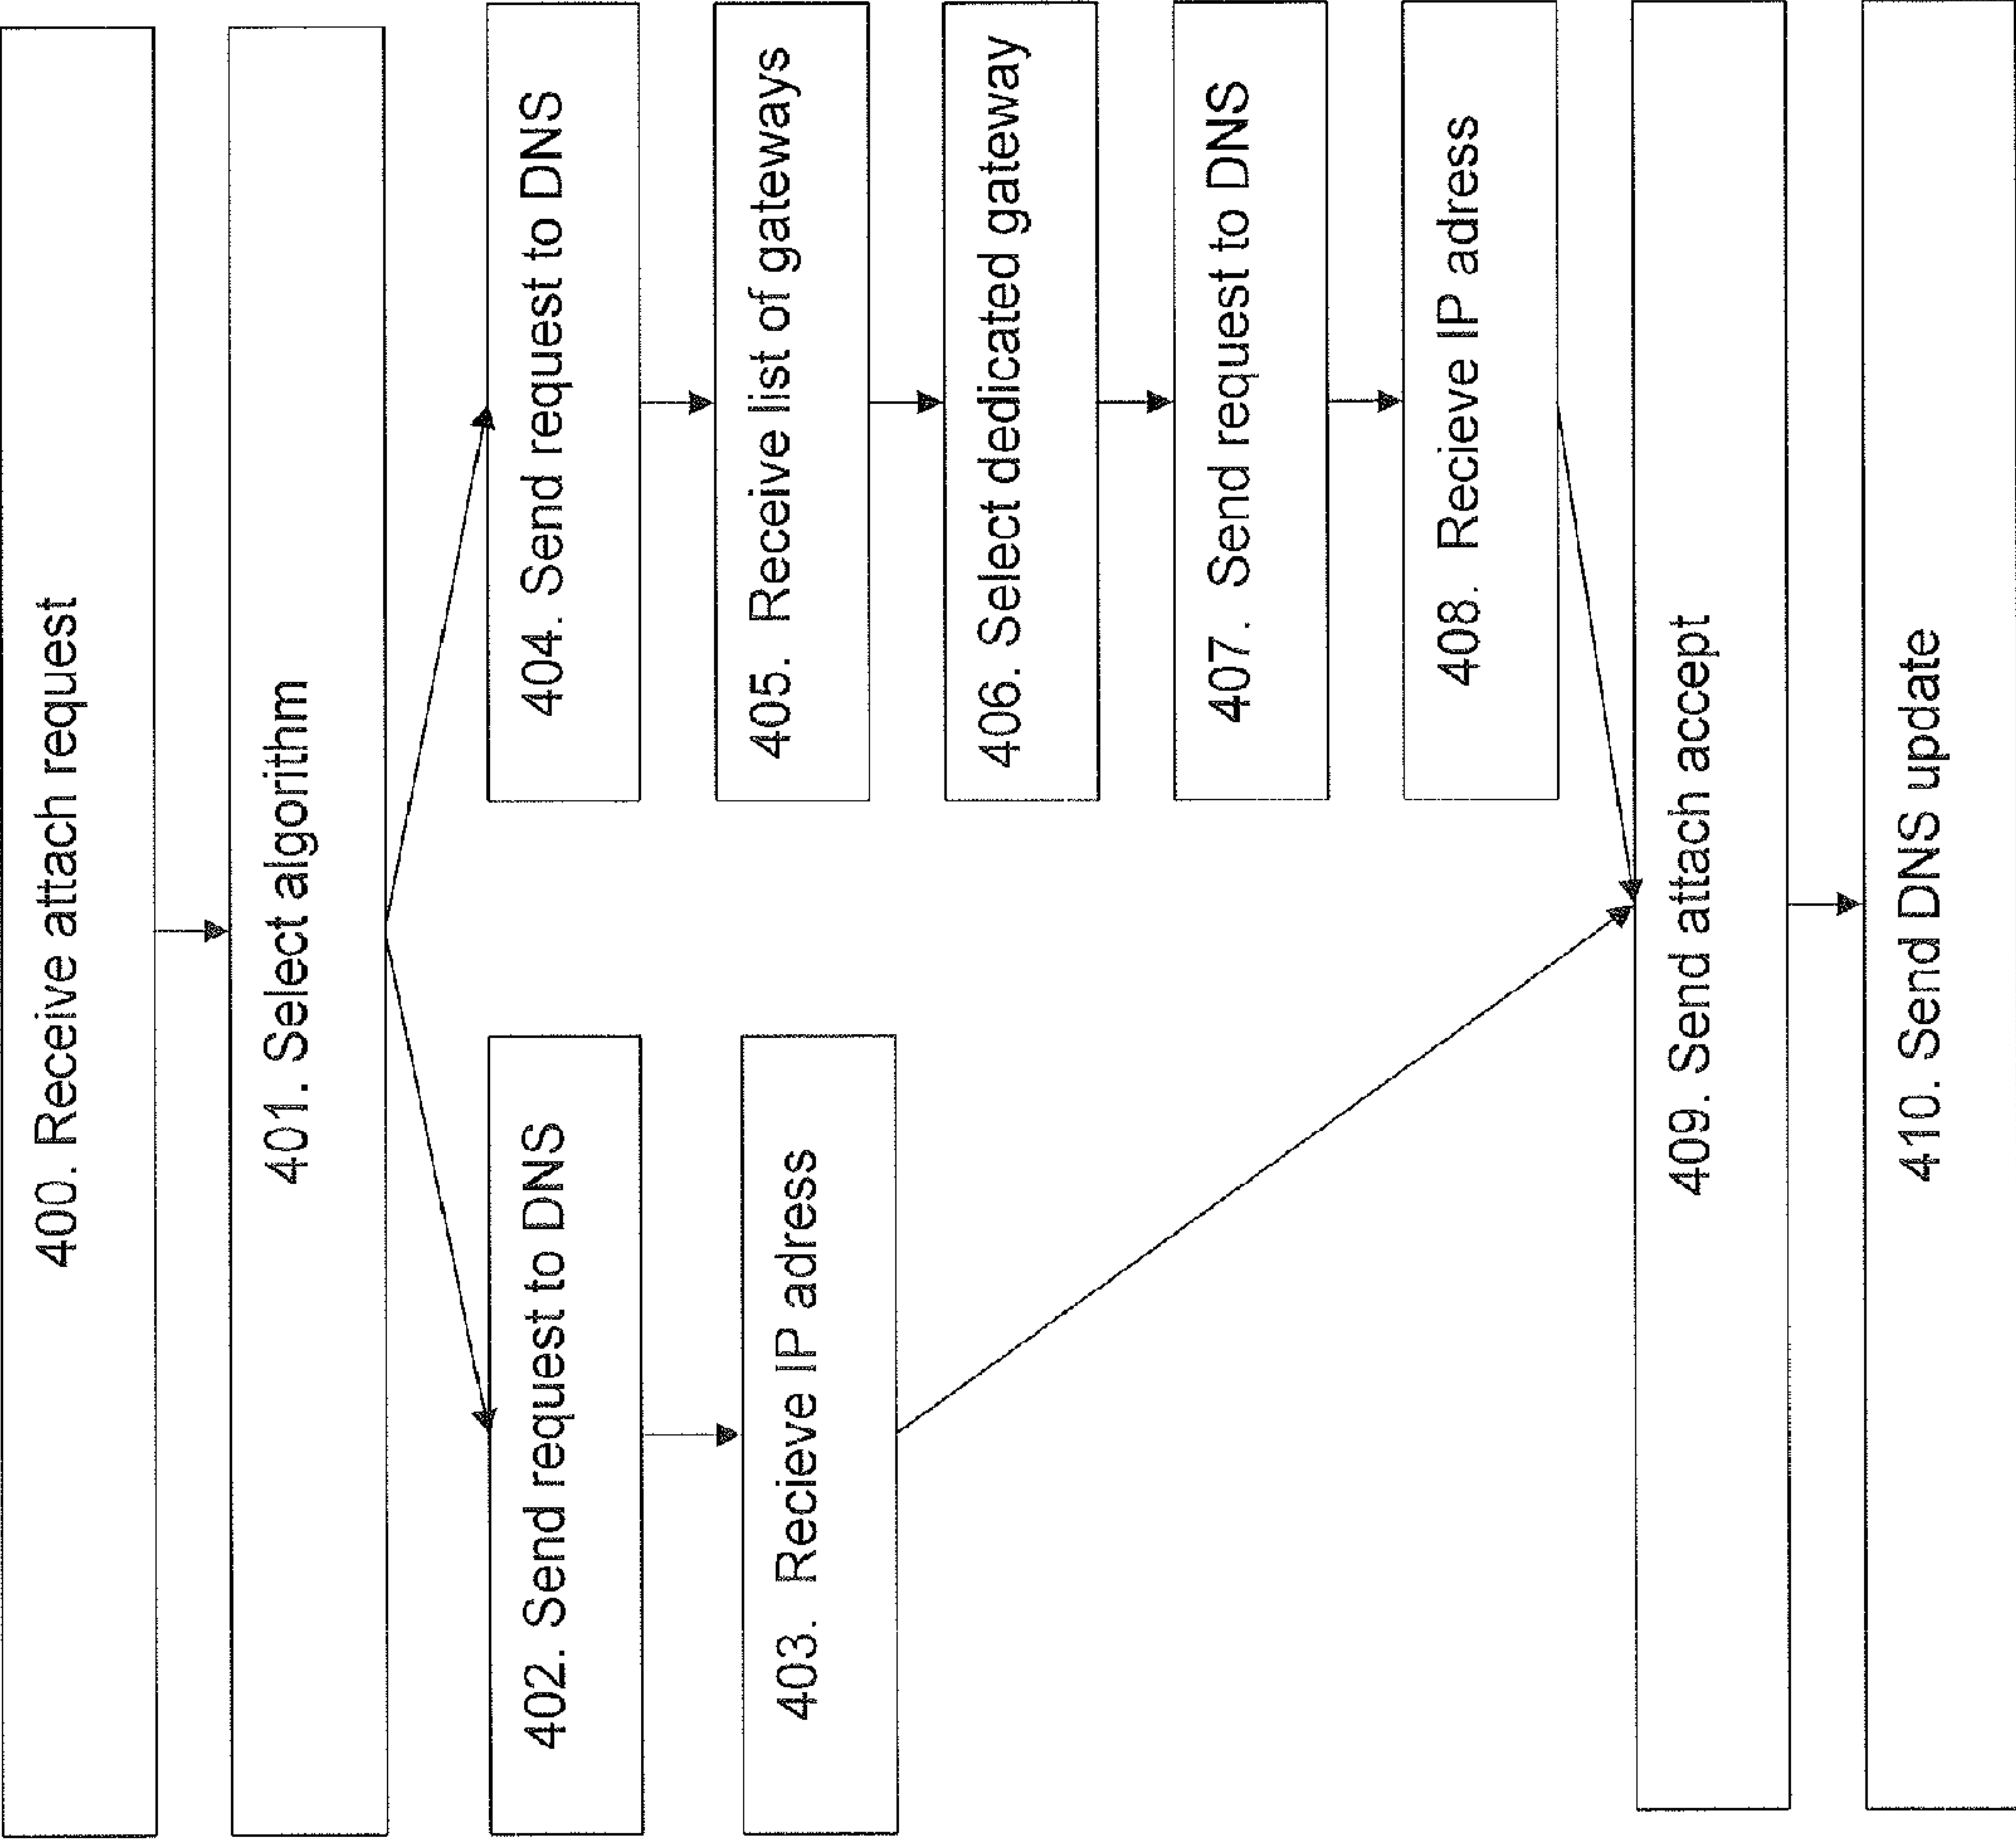 400. Receive attach request
401. Select algorithm
402. Send request to DNS
403. Recieve IP adress
404. Send request to DNS
405. Receive list of gateways
406. Select dedicated gateway
407. Send request to DNS
408. Recieve IP address
409. Send attach accept
410. Send DNS update